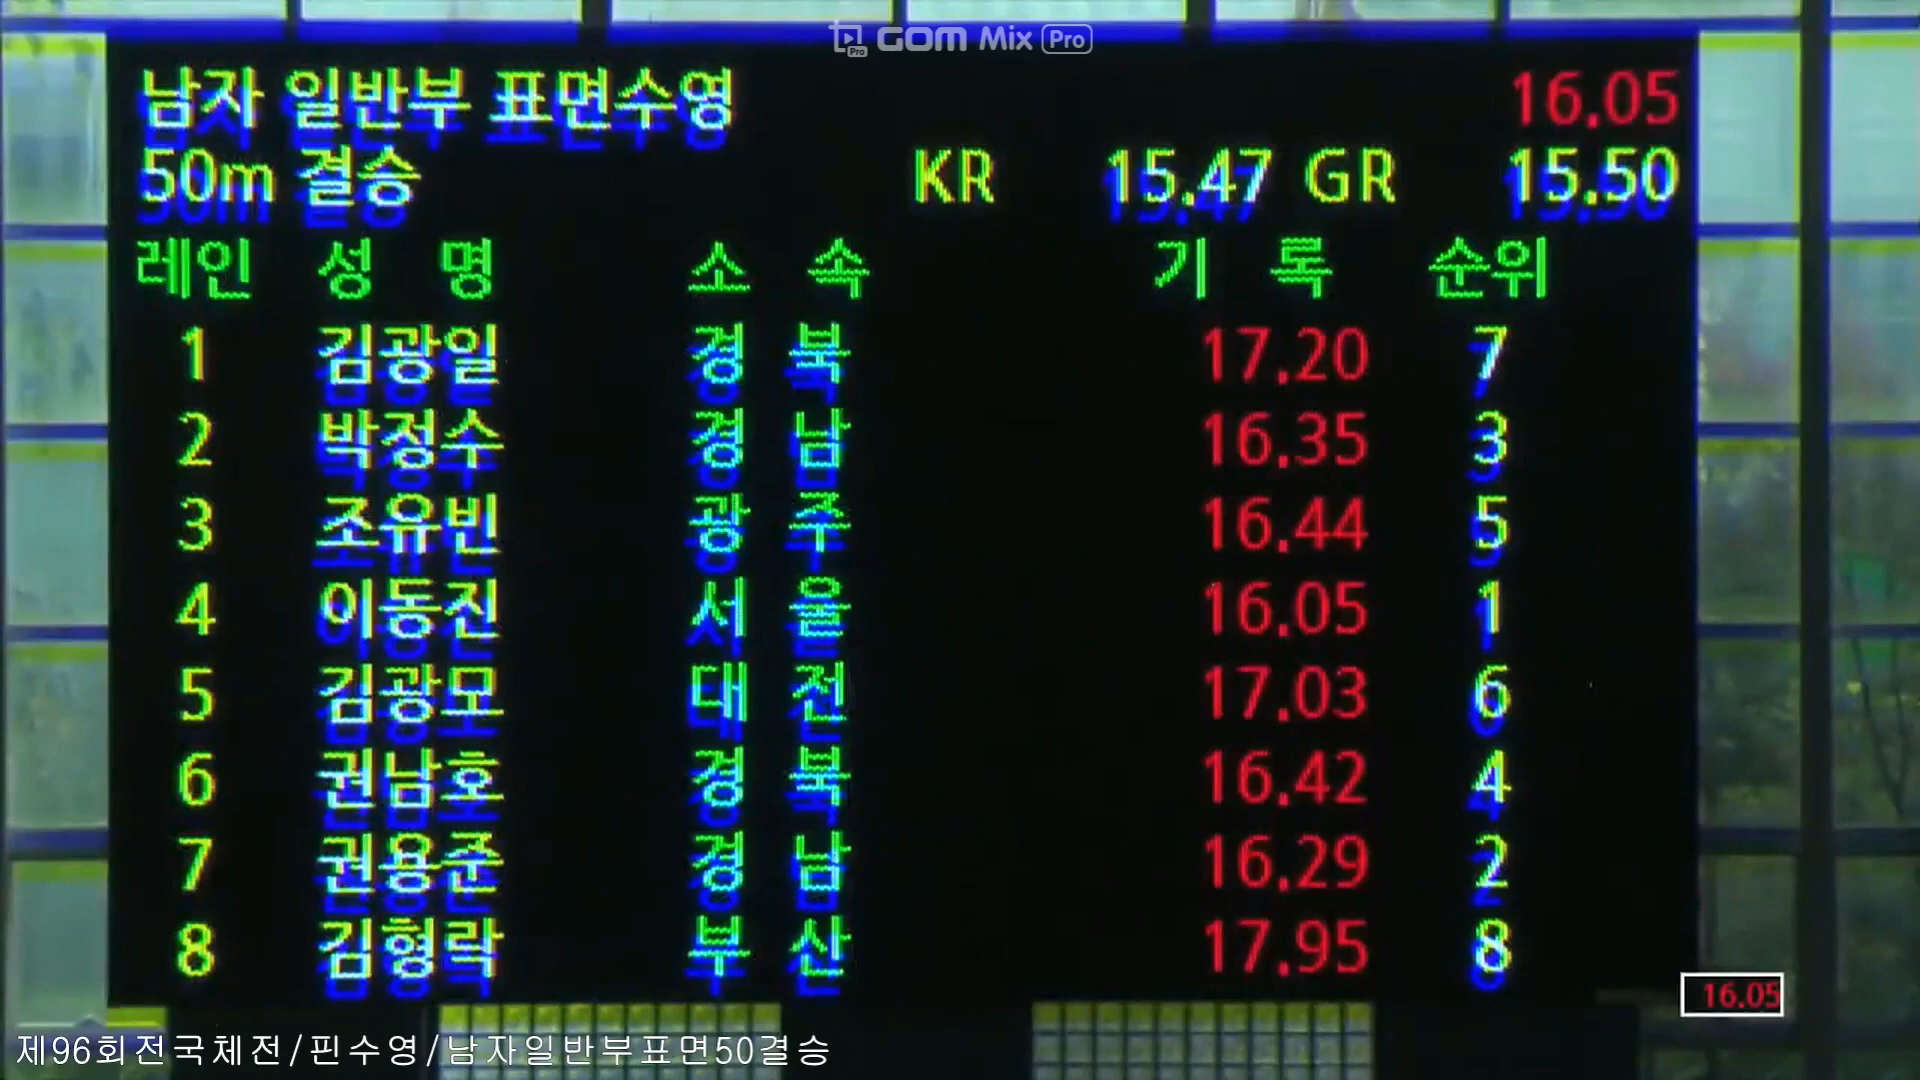 GOM Mix Pro
남자 일반부 표면수영 16.05
50m 결승 KR 15.47 GR 15.50
레인 성 명 소 속 기 록 순위
1 김광일 경 북 17.20 7
2 박정수 경 남 16.35 3
3 조유빈 광 주 16.44 5
4 이동진 서 울 16.05 1
5 김광모 대 전 17.03 6
6 권남호 경 북 16.42 4
7 권용준 경 남 16.29 2
8 김형락 부 산 17.95 8
16.05
제96회전국체전/핀수영/남자일반부표면50결승